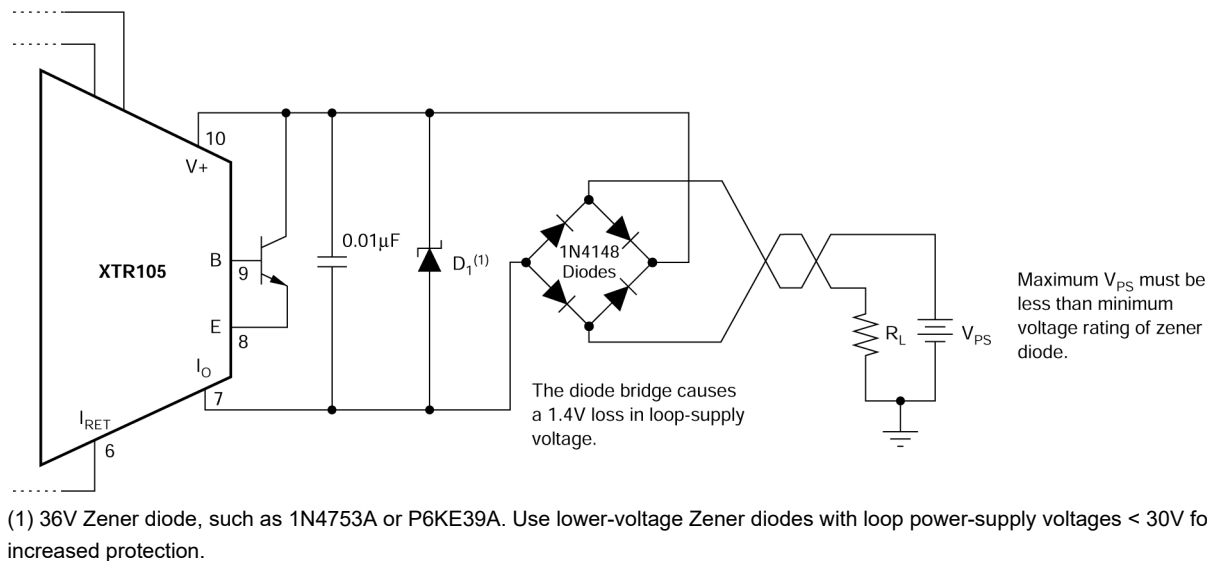 10
V+
B
9
XTR105
E
8
I_O
7
I_RET
6
0.01µF
D_1^(1)
1N4148
Diodes
The diode bridge causes
a 1.4V loss in loop-supply
voltage.
R_L
V_PS
Maximum V_PS must be
less than minimum
voltage rating of zener
diode.
(1) 36V Zener diode, such as 1N4753A or P6KE39A. Use lower-voltage Zener diodes with loop power-supply voltages < 30V fo
increased protection.